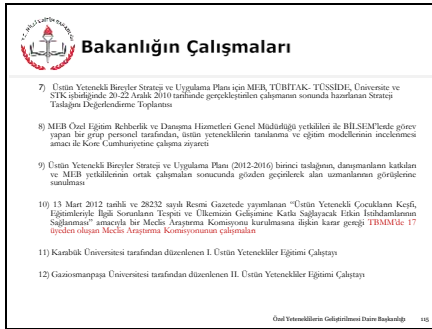 T.C. MİLLÎ EĞİTİM BAKANLIĞI
Bakanlığın Çalışmaları
7) Üstün Yetenekli Bireyler Strateji ve Uygulama Planı için MEB, TÜBİTAK- TÜSSİDE, Üniversite ve
STK işbirliğinde 20-22 Aralık 2010 tarihinde gerçekleştirilen çalışmanın sonunda hazırlanan Strateji
Taslağını Değerlendirme Toplantısı
8) MEB Özel Eğitim Rehberlik ve Danışma Hizmetleri Genel Müdürlüğü yetkilileri ile BİLSEM'lerde görev
yapan bir grup personel tarafından, üstün yeteneklilerin tanılanma ve eğitim modellerinin incelenmesi
amacı ile Kore Cumhuriyetine çalışma ziyareti
9) Üstün Yetenekli Bireyler Strateji ve Uygulama Planı (2012-2016) birinci taslağının, danışmanların katkıları
ve MEB yetkililerinin ortak çalışmaları sonucunda gözden geçirilerek alan uzmanlarının görüşlerine
sunulması
10) 13 Mart 2012 tarihli ve 28232 sayılı Resmi Gazetede yayımlanan "Üstün Yetenekli Çocukların Keşfi,
Eğitimleriyle İlgili Sorunların Tespiti ve Ülkemizin Gelişimine Katkı Sağlayacak Etkin İstihdamlarının
Sağlanması" amacıyla bir Meclis Araştırma Komisyonu kurulmasına ilişkin karar gereği TBMM'de 17
üyeden oluşan Meclis Araştırma Komisyonunun çalışmaları
11) Karabük Üniversitesi tarafından düzenlenen I. Üstün Yetenekliler Eğitimi Çalıştayı
12) Gaziosmanpaşa Üniversitesi tarafından düzenlenen II. Üstün Yetenekliler Eğitimi Çalıştayı
Özel Yeteneklilerin Geliştirilmesi Daire Başkanlığı 115